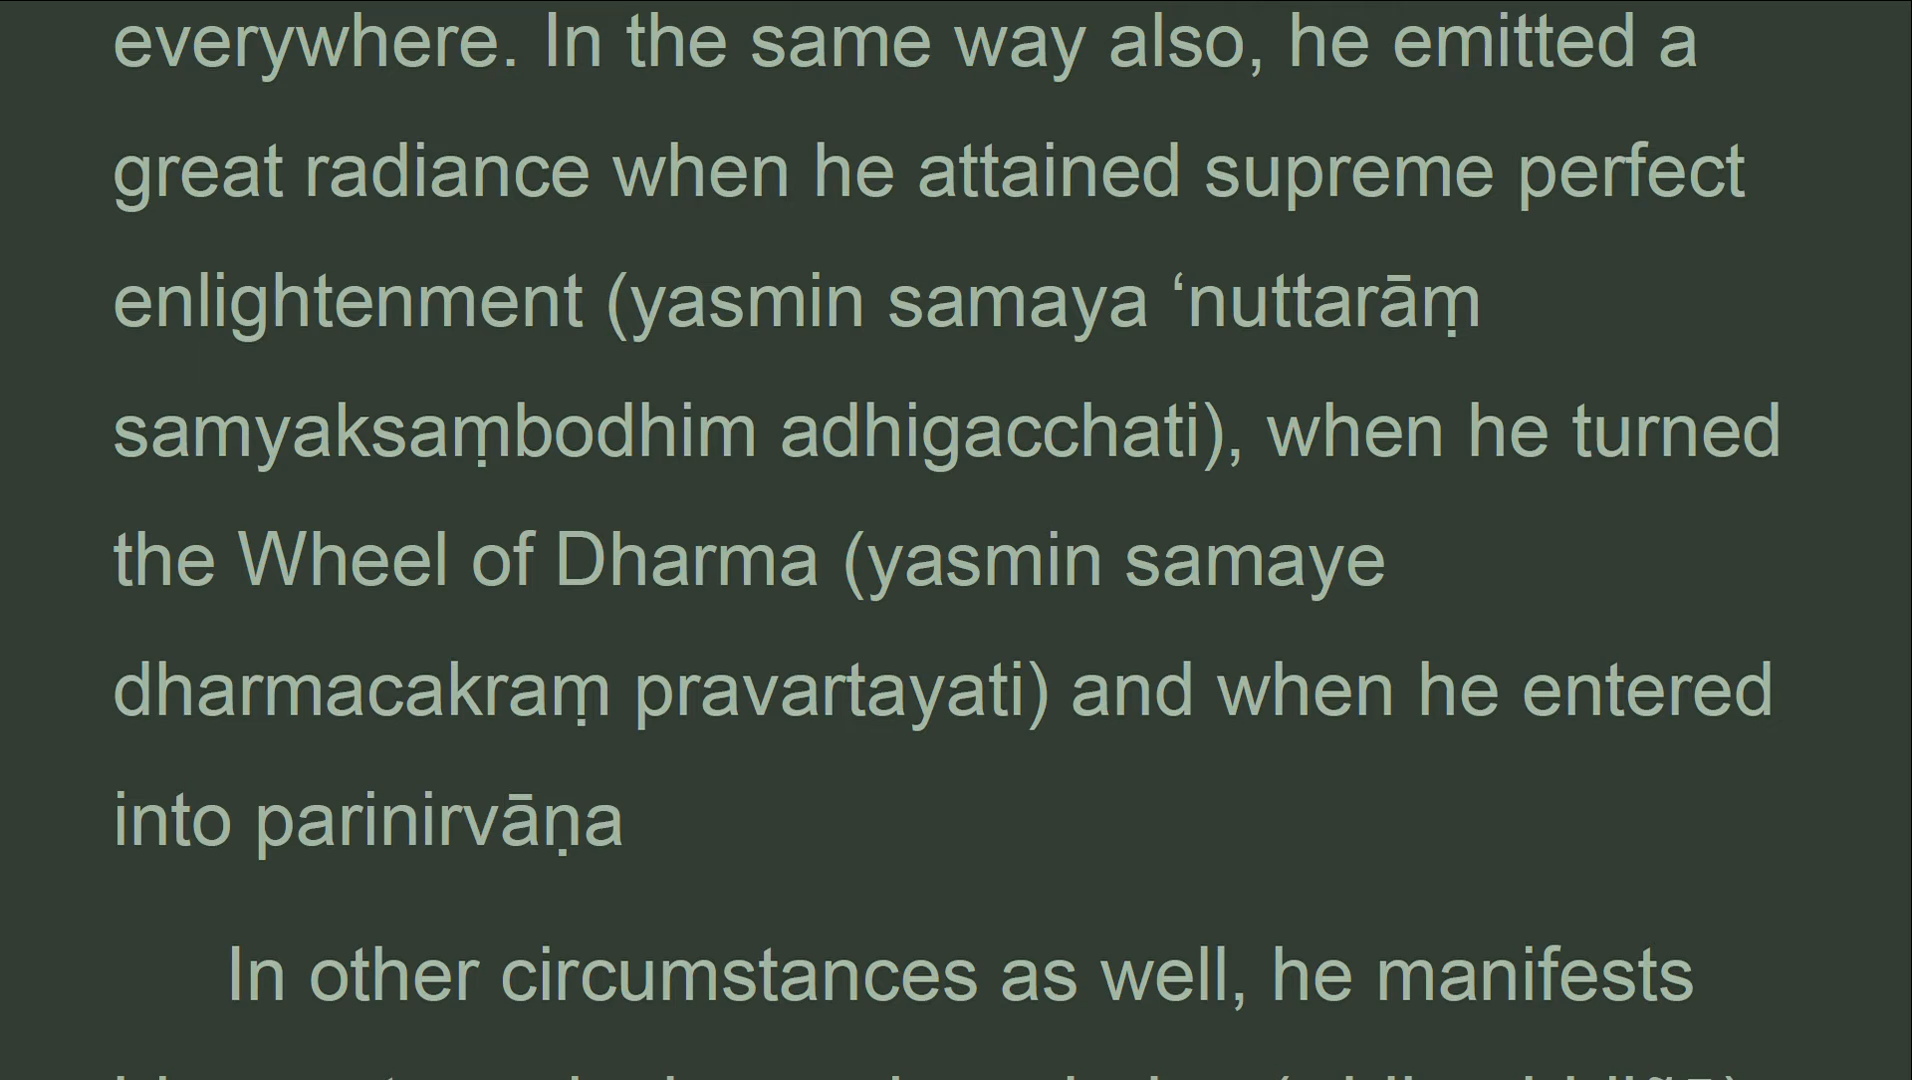 everywhere. In the same way also, he emitted a
great radiance when he attained supreme perfect
enlightenment (yasmin samaya ‘nuttarāṃ
samyaksaṃbodhim adhigacchati), when he turned
the Wheel of Dharma (yasmin samaye
dharmacakraṃ pravartayati) and when he entered
into parinirvāṇa
In other circumstances as well, he manifests